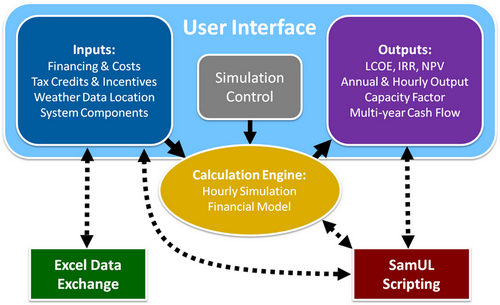 User Interface
Inputs:
Financing & Costs
Tax Credits & Incentives
Weather Data Location
System Components
Simulation
Control
Outputs:
LCOE, IRR, NPV
Annual & Hourly Output
Capacity Factor
Multi-year Cash Flow
Calculation Engine:
Hourly Simulation
Financial Model
Excel Data
Exchange
SamUL
Scripting